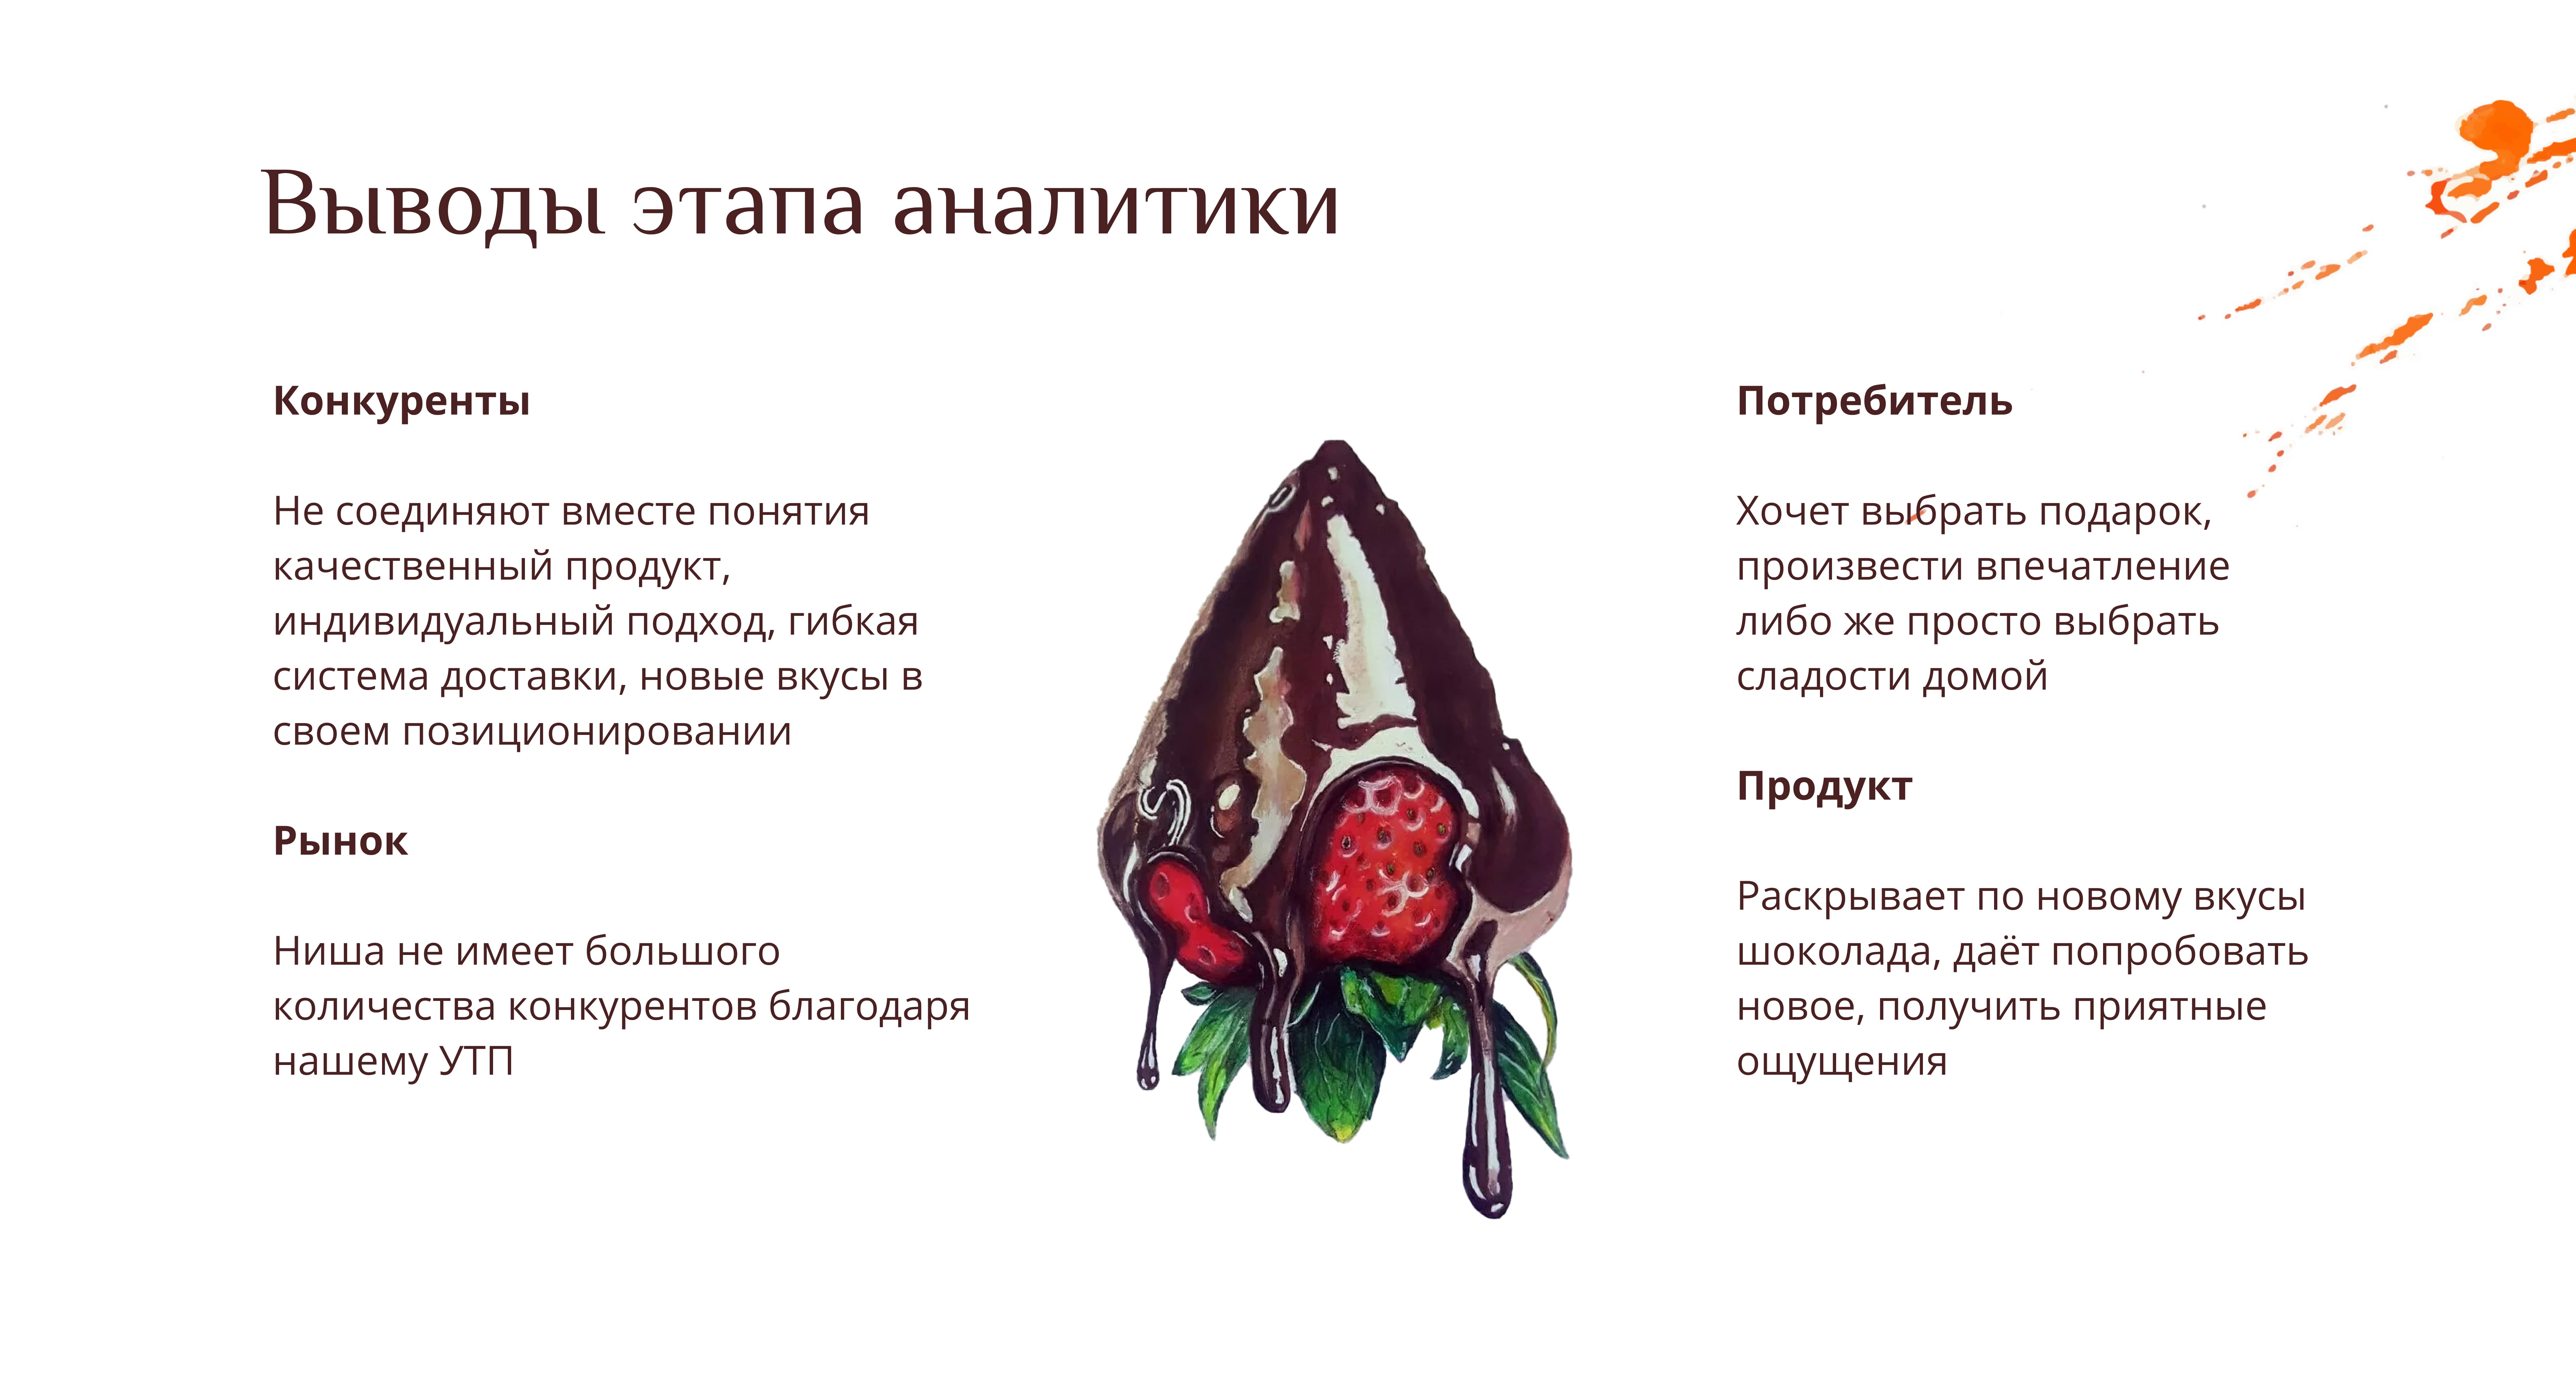 Выводы этапа аналитики
Конкуренты
Не соединяют вместе понятия
качественный продукт,
индивидуальный подход, гибкая
система доставки, новые вкусы в
своем позиционировании
Рынок
Ниша не имеет большого
количества конкурентов благодаря
нашему УТП
Потребитель
Хочет выбрать подарок,
произвести впечатление
либо же просто выбрать
сладости домой
Продукт
Раскрывает по новому вкусы
шоколада, даёт попробовать
новое, получить приятные
ощущения